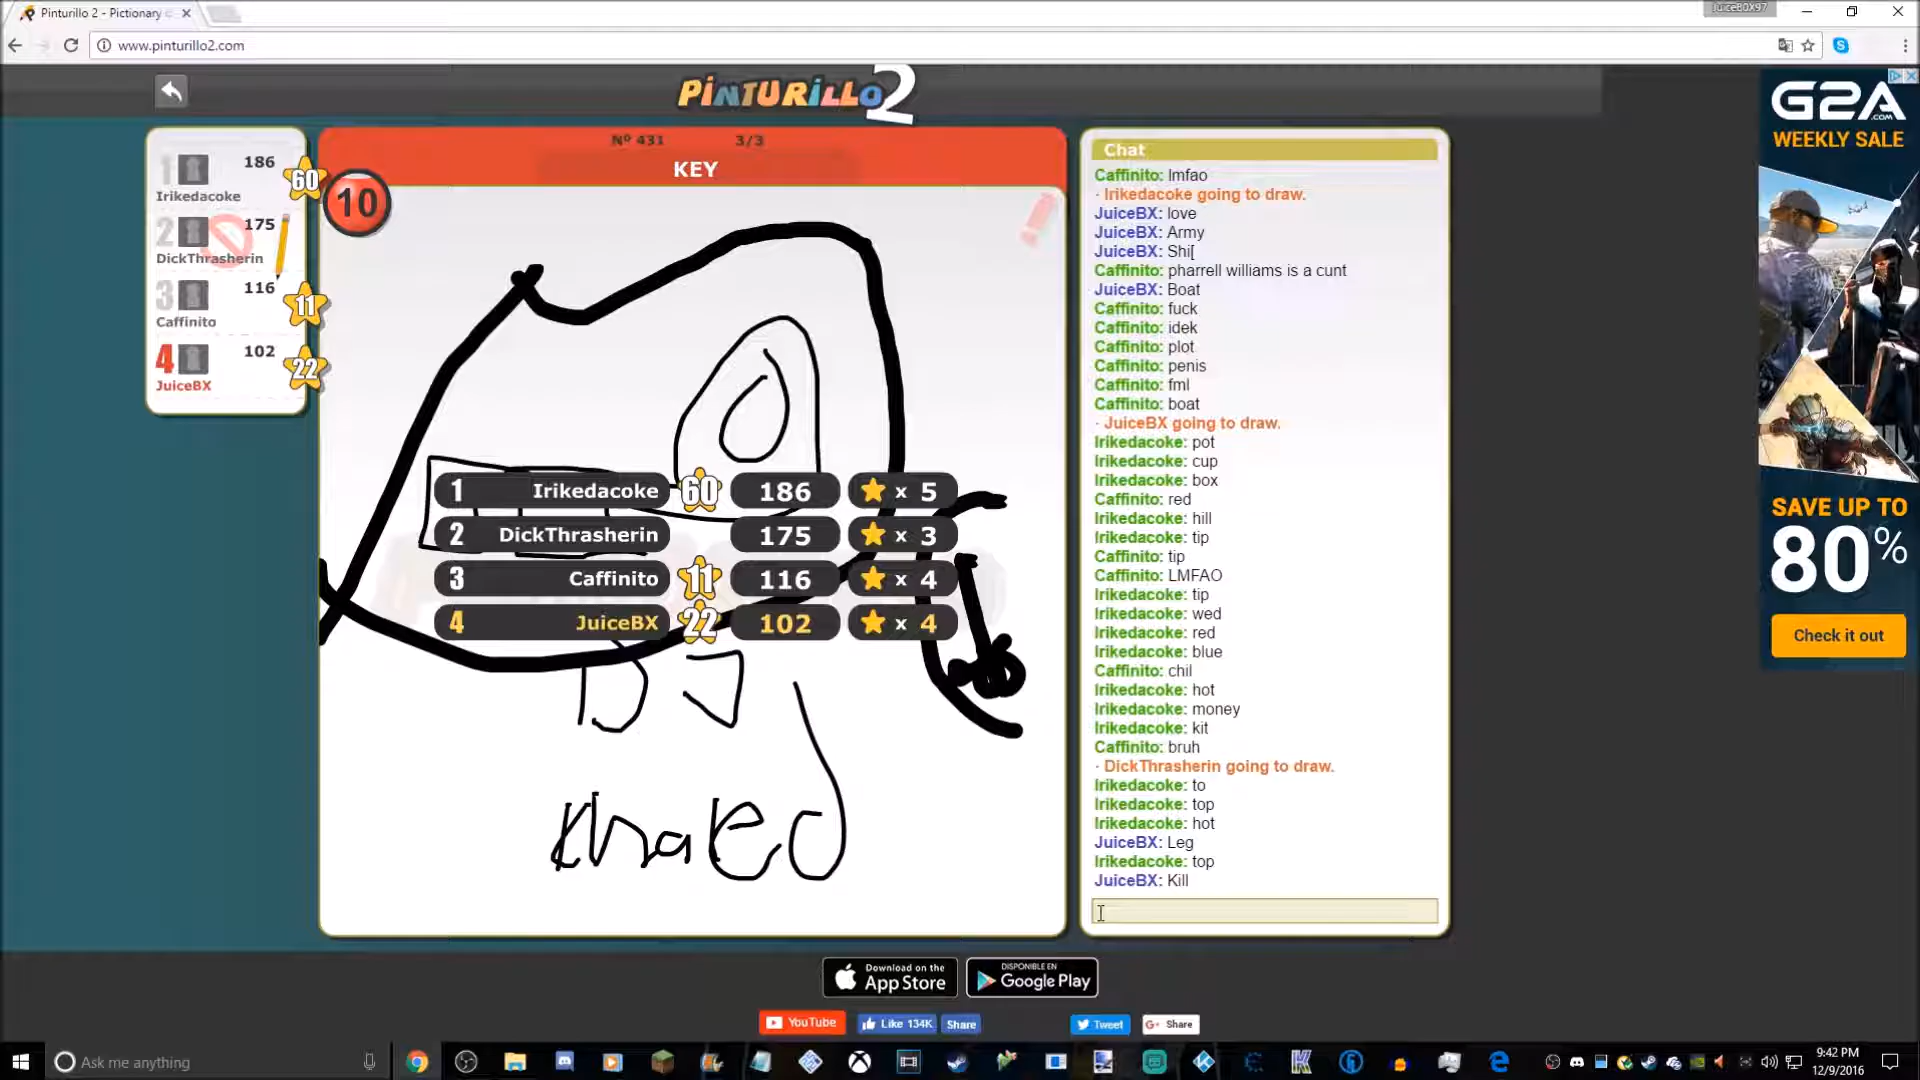 Pinturillo 2 - Pictionary
JuiceBOX97
www.pinturillo2.com
PiNTURiLLO2
1 186
Irikedacoke
60
2 175
DickThrasherin
3 116
Caffinito
11
4 102
JuiceBX
22
10
Nº 431 3/3
KEY
1 Irikedacoke 60 186 x 5
2 DickThrasherin 175 x 3
3 Caffinito 11 116 x 4
4 JuiceBX 22 102 x 4
DJ
Khaled
Chat
Caffinito: lmfao
· Irikedacoke going to draw.
JuiceBX: love
JuiceBX: Army
JuiceBX: Shi[
Caffinito: pharrell williams is a cunt
JuiceBX: Boat
Caffinito: fuck
Caffinito: idek
Caffinito: plot
Caffinito: penis
Caffinito: fml
Caffinito: boat
· JuiceBX going to draw.
Irikedacoke: pot
Irikedacoke: cup
Irikedacoke: box
Caffinito: red
Irikedacoke: hill
Irikedacoke: tip
Caffinito: tip
Caffinito: LMFAO
Irikedacoke: tip
Irikedacoke: wed
Irikedacoke: red
Irikedacoke: blue
Caffinito: chil
Irikedacoke: hot
Irikedacoke: money
Irikedacoke: kit
Caffinito: bruh
· DickThrasherin going to draw.
Irikedacoke: to
Irikedacoke: top
Irikedacoke: hot
JuiceBX: Leg
Irikedacoke: top
JuiceBX: Kill
G2A
.COM
WEEKLY SALE
SAVE UP TO
80%
Check it out
Download on the
App Store
DISPONIBLE EN
Google Play
YouTube
Like 134K
Share
Tweet
G+ Share
Ask me anything
9:42 PM
12/9/2016